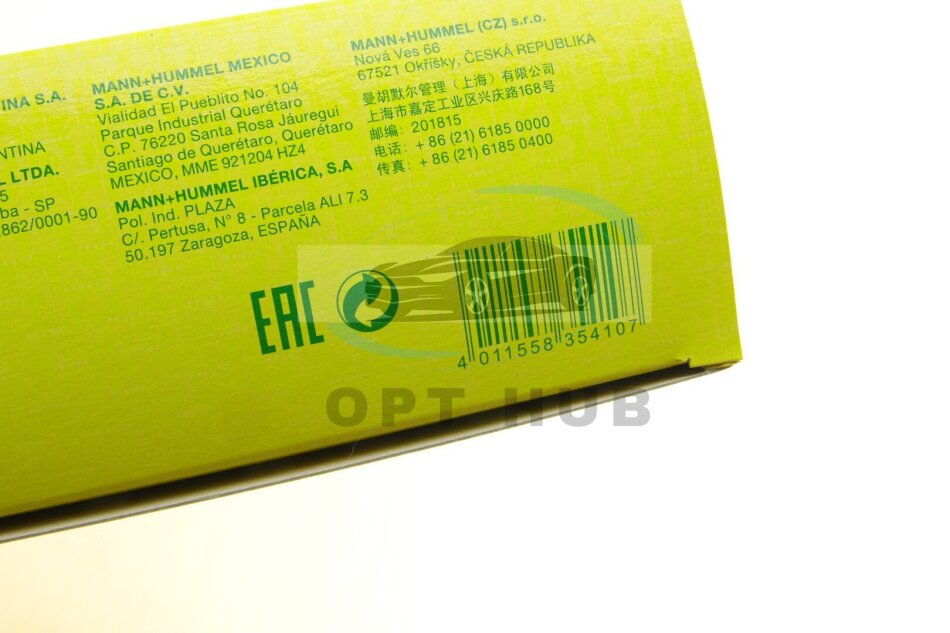 TINA S.A.
ENTINA
L LTDA.
5
ba - SP
862/0001-90
MANN+HUMMEL MEXICO
S.A. DE C.V.
Vialidad El Pueblito No. 104
Parque Industrial Querétaro
C.P. 76220 Santa Rosa Jáuregui
Santiago de Querétaro, Querétaro
MEXICO, MME 921204 HZ4
MANN+HUMMEL IBÉRICA, S.A
Pol. Ind. PLAZA
C/. Pertusa, N° 8 - Parcela ALI 7.3
50.197 Zaragoza, ESPAÑA
MANN+HUMMEL (CZ) s.r.o.
Nová Ves 66
67521 Okříšky, ČESKÁ REPUBLIKA
曼胡默尔管理（上海）有限公司
上海市嘉定工业区兴庆路168号
邮编：201815
电话：+ 86 (21) 6185 0000
传真：+ 86 (21) 6185 0400
EAC
4 011558 354107
OPT HUB